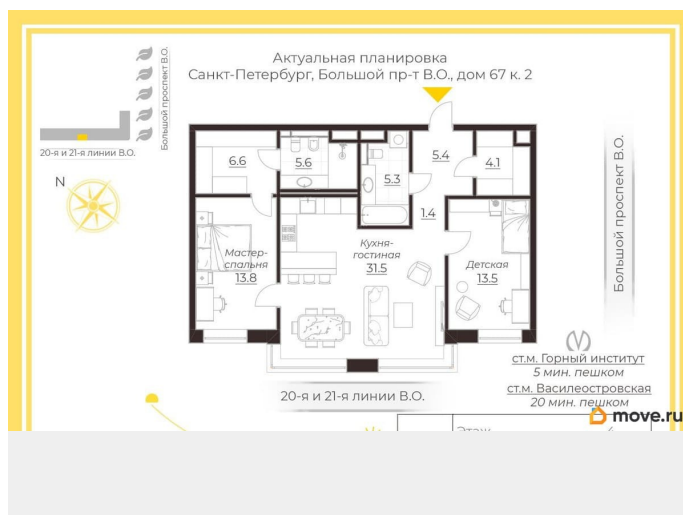 Актуальная планировка
Санкт-Петербург, Большой пр-т В.О., дом 67 к. 2
Большой проспект В.О.
20-я и 21-я линии В.О.
N
6.6
5.6
5.3
5.4
4.1
1.4
Мастер-
спальня
13.8
Кухня-
гостиная
31.5
Детская
13.5
Большой проспект В.О.
ст.м. Горный институт
5 мин. пешком
ст.м. Василеостровская
20 мин. пешком
20-я и 21-я линии В.О.
move.ru
Этаж